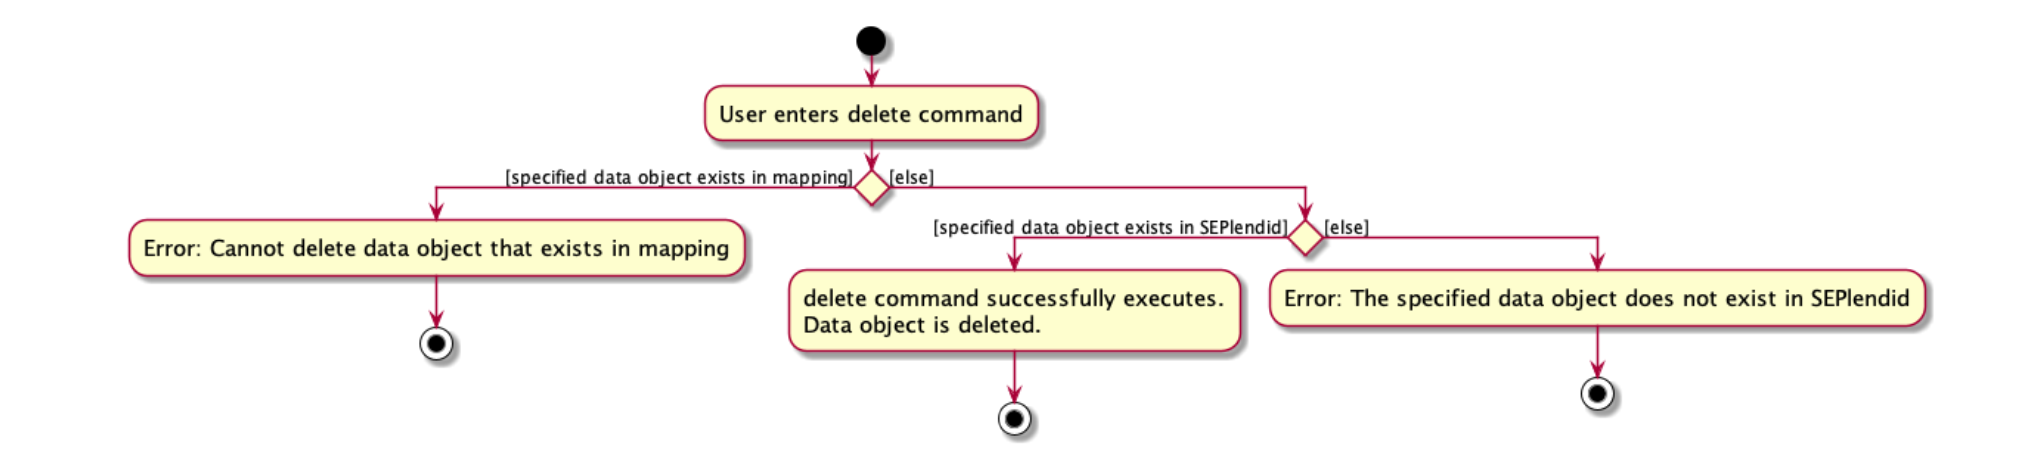 User enters delete command
[specified data object exists in mapping]
[else]
Error: Cannot delete data object that exists in mapping
[specified data object exists in SEPlendid]
[else]
delete command successfully executes.
Data object is deleted.
Error: The specified data object does not exist in SEPlendid